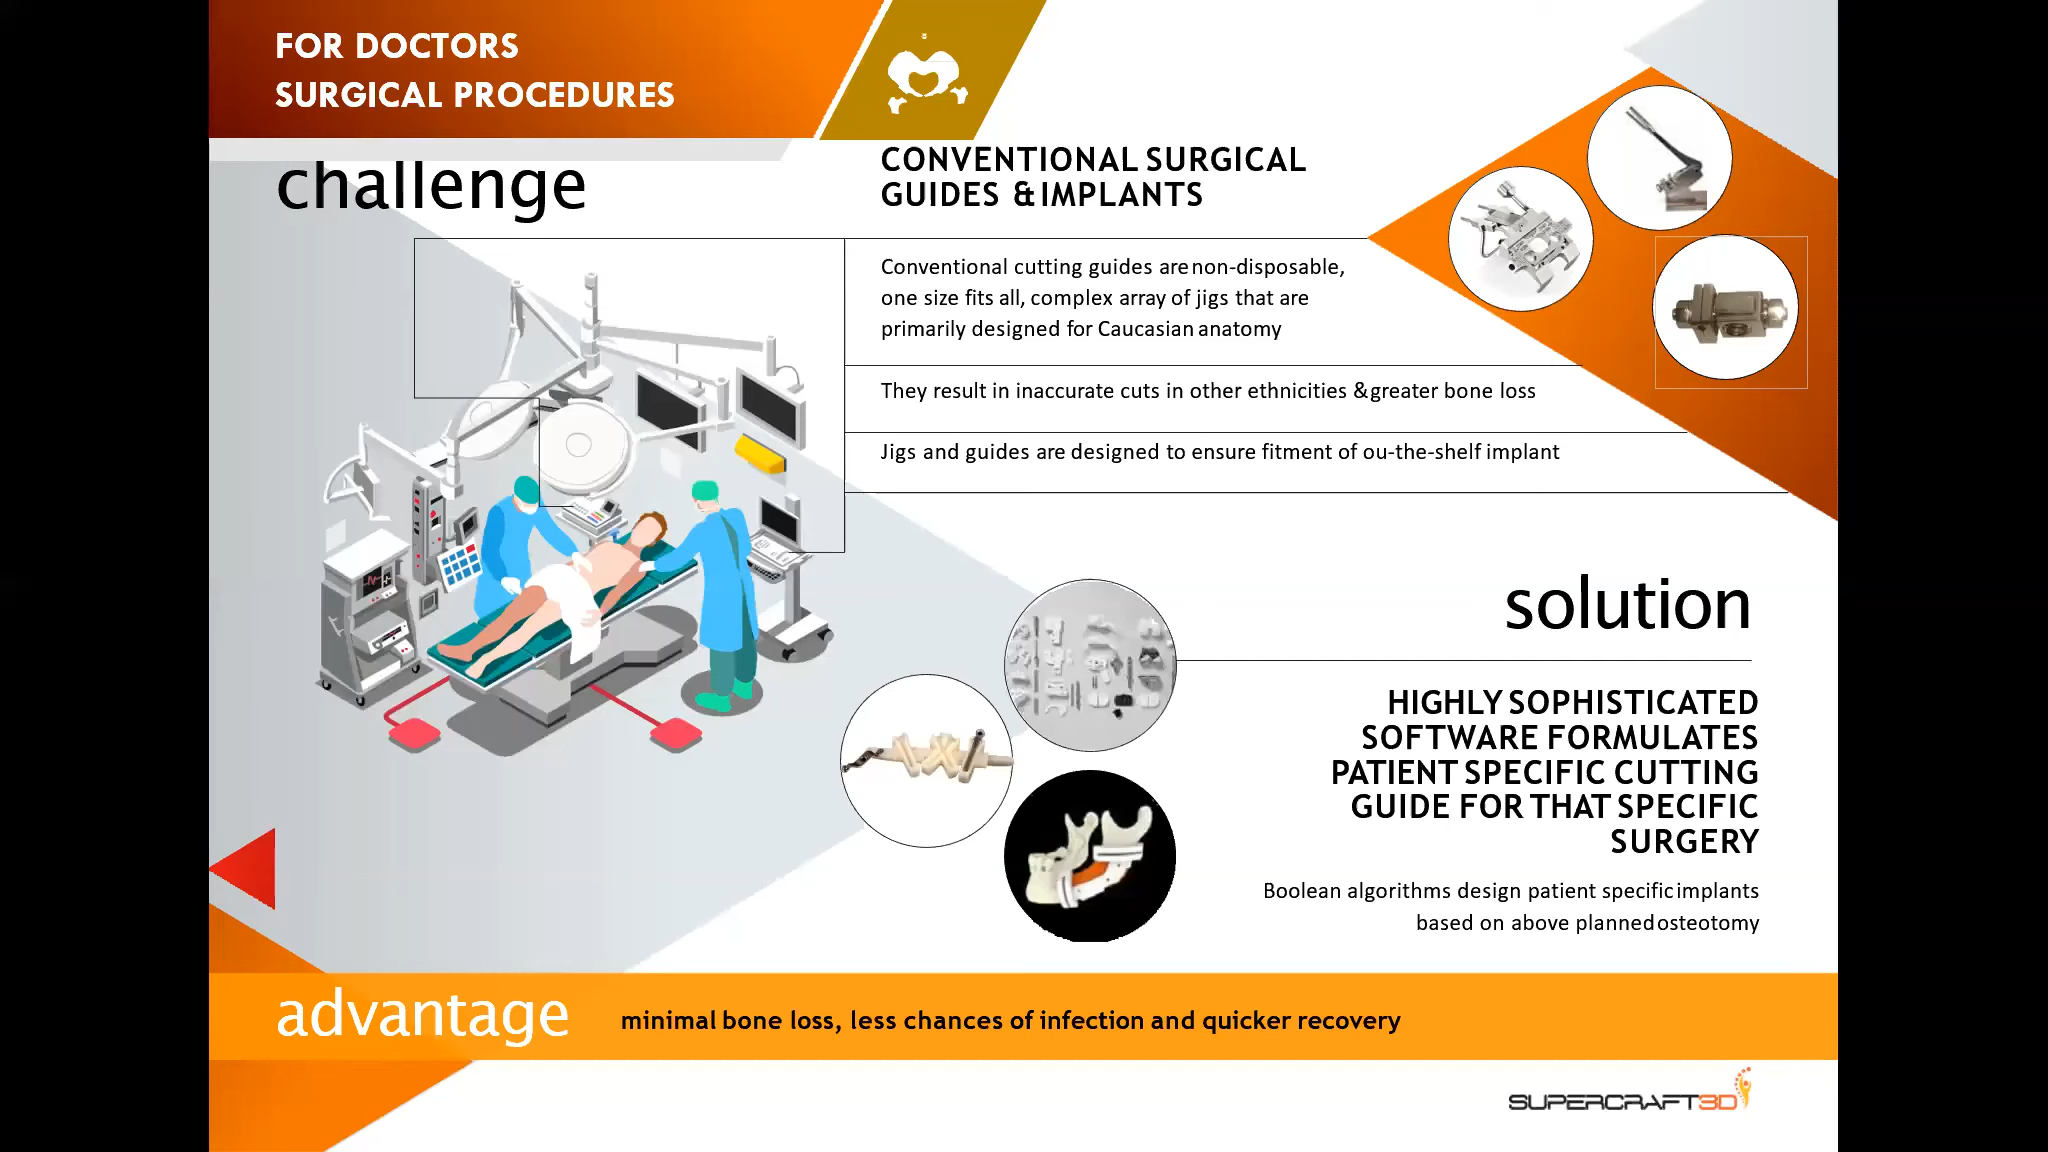 FOR DOCTORS
SURGICAL PROCEDURES
challenge
CONVENTIONAL SURGICAL
GUIDES & IMPLANTS
Conventional cutting guides are non-disposable,
one size fits all, complex array of jigs that are
primarily designed for Caucasian anatomy
They result in inaccurate cuts in other ethnicities & greater bone loss
Jigs and guides are designed to ensure fitment of ou-the-shelf implant
solution
HIGHLY SOPHISTICATED
SOFTWARE FORMULATES
PATIENT SPECIFIC CUTTING
GUIDE FOR THAT SPECIFIC
SURGERY
Boolean algorithms design patient specific implants
based on above planned osteotomy
advantage
minimal bone loss, less chances of infection and quicker recovery
SUPERCRAFT3D